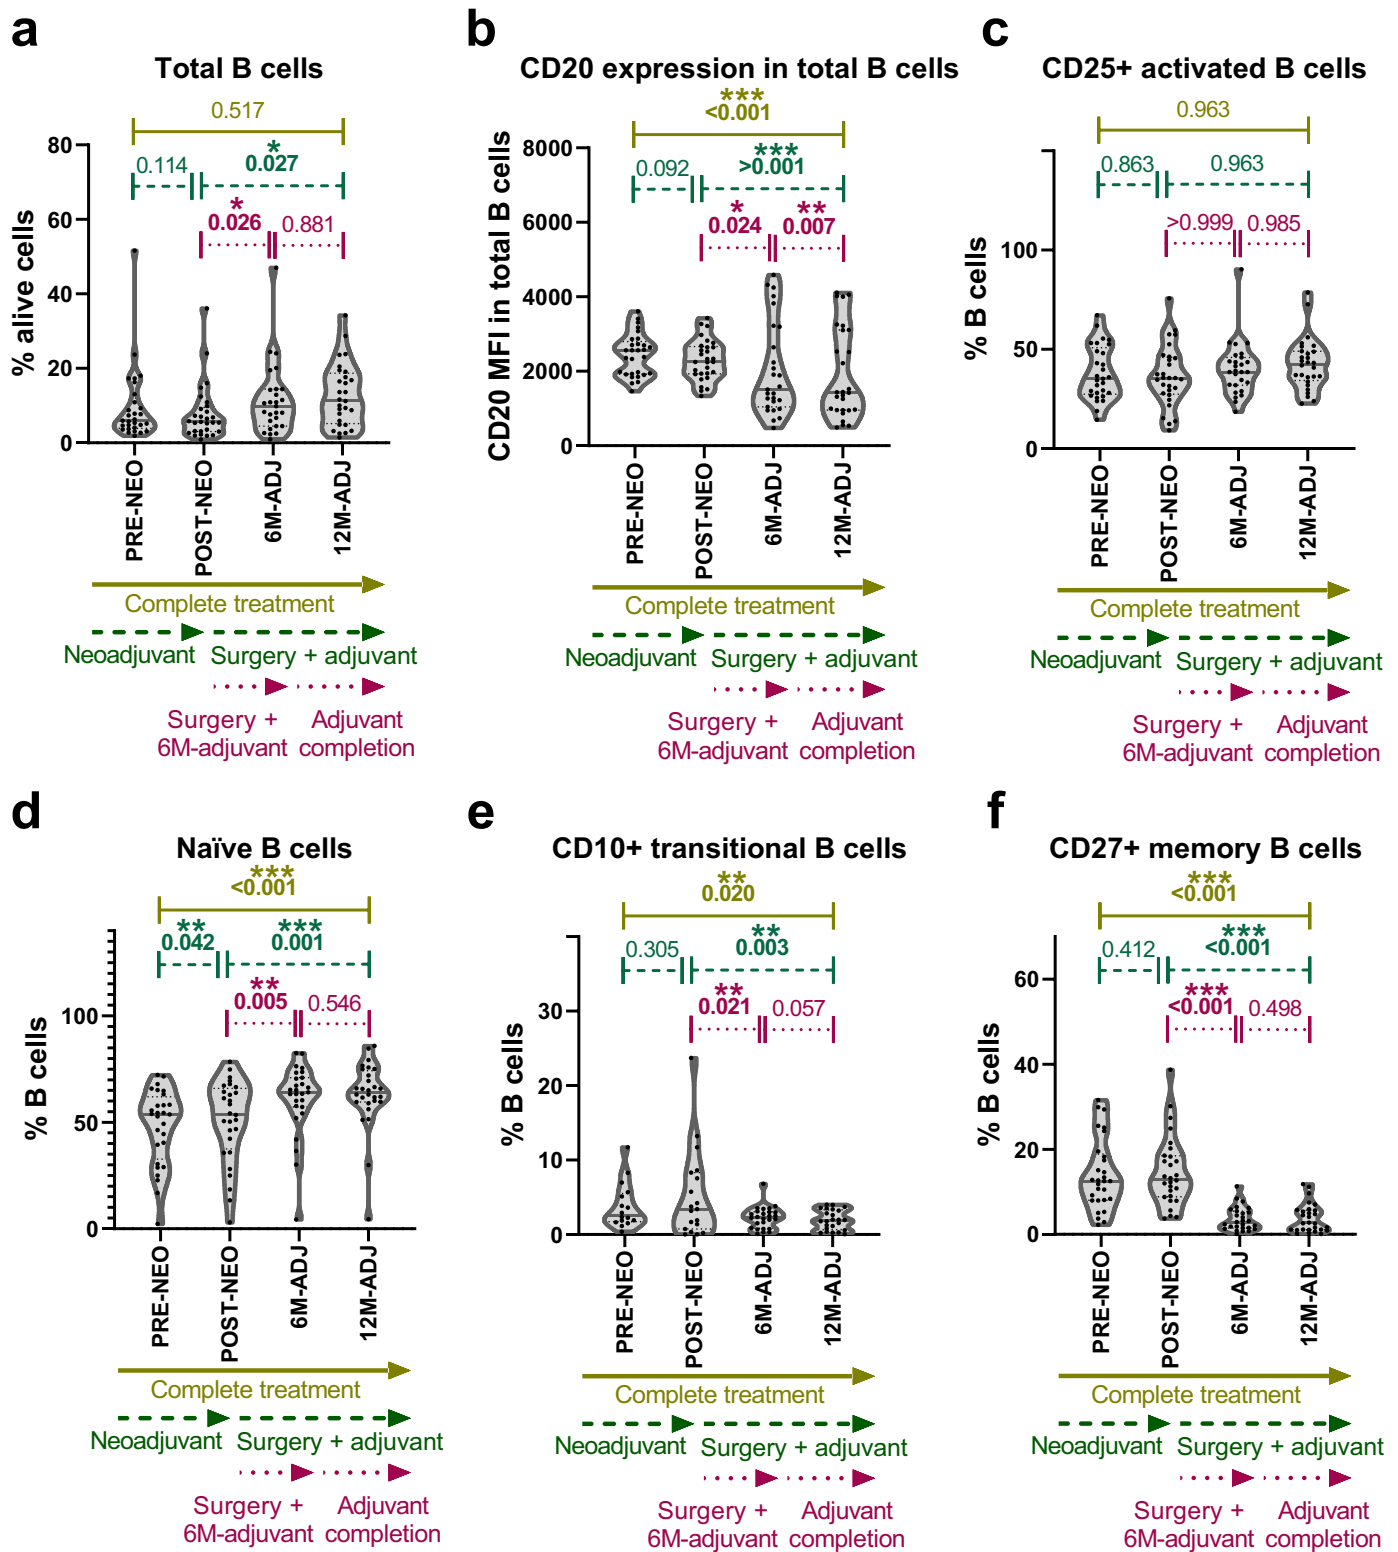 a
Total B cells
0.517
0.114
*
0.027
*
0.026
0.881
80
60
40
20
0
% alive cells
PRE-NEO
POST-NEO
6M-ADJ
12M-ADJ
Complete treatment
Neoadjuvant
Surgery + adjuvant
Surgery +
6M-adjuvant
Adjuvant
completion
b
CD20 expression in total B cells
***
<0.001
0.092
***
>0.001
*
0.024
**
0.007
8000
6000
4000
2000
0
CD20 MFI in total B cells
PRE-NEO
POST-NEO
6M-ADJ
12M-ADJ
Complete treatment
Neoadjuvant
Surgery + adjuvant
Surgery +
6M-adjuvant
Adjuvant
completion
c
CD25+ activated B cells
0.963
0.863
0.963
>0.999
0.985
100
50
0
% B cells
PRE-NEO
POST-NEO
6M-ADJ
12M-ADJ
Complete treatment
Neoadjuvant
Surgery + adjuvant
Surgery +
6M-adjuvant
Adjuvant
completion
d
Naïve B cells
***
<0.001
**
0.042
***
0.001
**
0.005
0.546
100
50
0
% B cells
PRE-NEO
POST-NEO
6M-ADJ
12M-ADJ
Complete treatment
Neoadjuvant
Surgery + adjuvant
Surgery +
6M-adjuvant
Adjuvant
completion
e
CD10+ transitional B cells
**
0.020
0.305
**
0.003
**
0.021
0.057
30
20
10
0
% B cells
PRE-NEO
POST-NEO
6M-ADJ
12M-ADJ
Complete treatment
Neoadjuvant
Surgery + adjuvant
Surgery +
6M-adjuvant
Adjuvant
completion
f
CD27+ memory B cells
***
<0.001
0.412
***
<0.001
***
<0.001
0.498
60
40
20
0
% B cells
PRE-NEO
POST-NEO
6M-ADJ
12M-ADJ
Complete treatment
Neoadjuvant
Surgery + adjuvant
Surgery +
6M-adjuvant
Adjuvant
completion